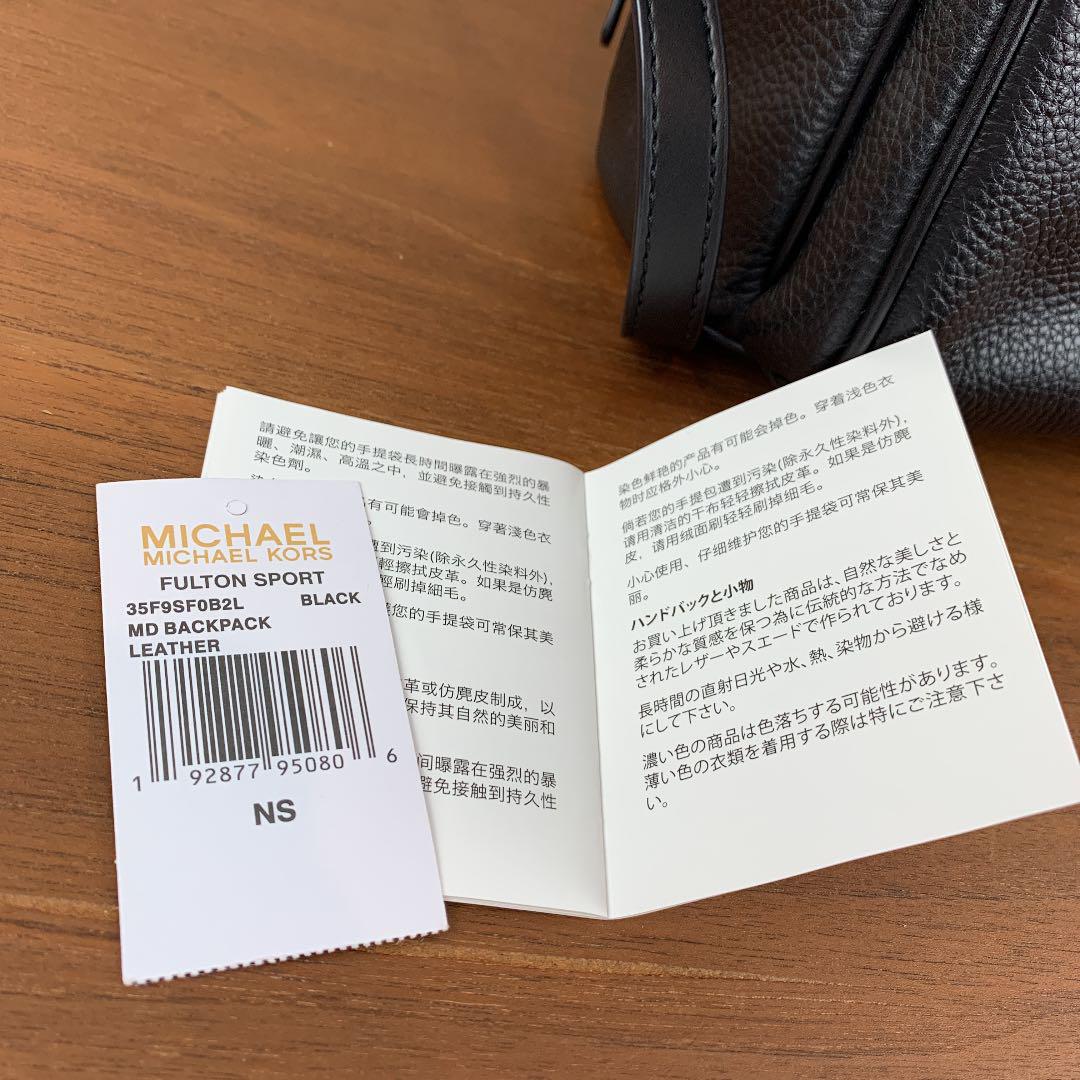 MICHAEL
MICHAEL KORS
FULTON SPORT
35F9SF0B2L BLACK
MD BACKPACK
LEATHER
1 92877 95080 6
NS
請避免讓您的手提袋長時間曝露在強烈的暴
曬、潮濕、高溫之中，並避免接觸到持久性
染色劑。
有可能會掉色。穿著淺色衣
遭到污染(除永久性染料外),
輕擦拭皮革。如果是仿麂
輕刷掉細毛。
您的手提袋可常保其美
革或仿麂皮制成，以
保持其自然的美丽和
间曝露在强烈的暴
避免接触到持久性
染色鲜艳的产品有可能会掉色。穿着浅色衣
物时应格外小心。
倘若您的手提包遭到污染(除永久性染料外),
请用清洁的干布轻轻擦拭皮革。如果是仿麂
皮，请用绒面刷轻轻刷掉细毛。
小心使用、仔细维护您的手提袋可常保其美
丽。
ハンドバックと小物
お買い上げ頂きました商品は、自然な美しさと
柔らかな質感を保つ為に伝統的な方法でなめ
されたレザーやスエードで作られております。
長時間の直射日光や水、熱、染物から避ける様
にして下さい。
濃い色の商品は色落ちする可能性があります。
薄い色の衣類を着用する際は特にご注意下さ
い。